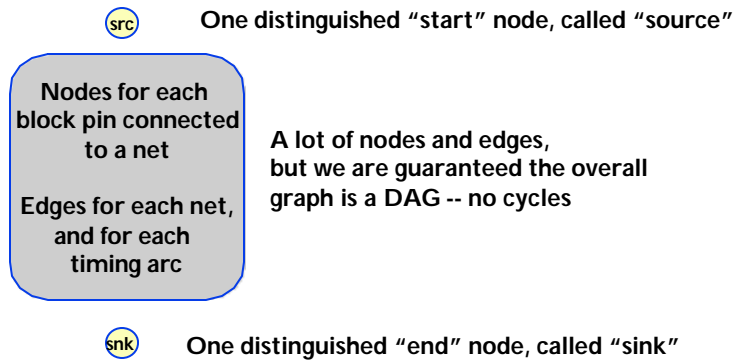 src
One distinguished “start” node, called “source”
Nodes for each
block pin connected
to a net
Edges for each net,
and for each
timing arc
A lot of nodes and edges,
but we are guaranteed the overall
graph is a DAG -- no cycles
snk
One distinguished “end” node, called “sink”